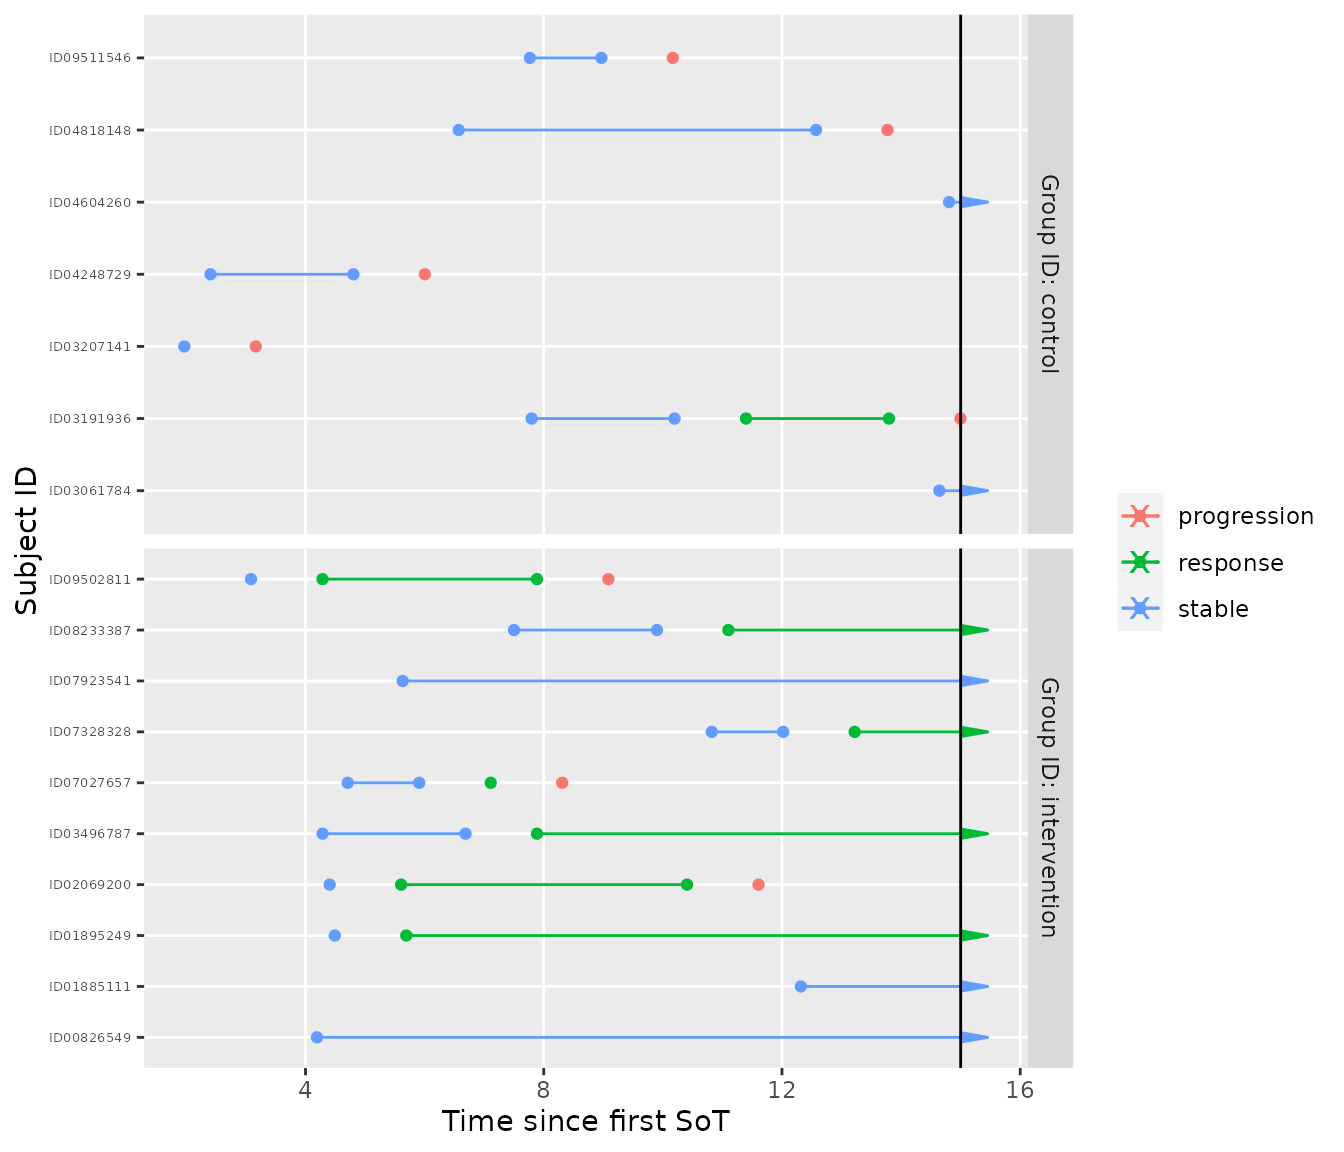 Subject ID
ID09511546
ID04818148
ID04604260
ID04248729
ID03207141
ID03191936
ID03061784
Group ID: control
ID09502811
ID08233387
ID07923541
ID07328328
ID07027657
ID03496787
ID02069200
ID01895249
ID01885111
ID00826549
Group ID: intervention
4 8 12 16
Time since first SoT
progression
response
stable